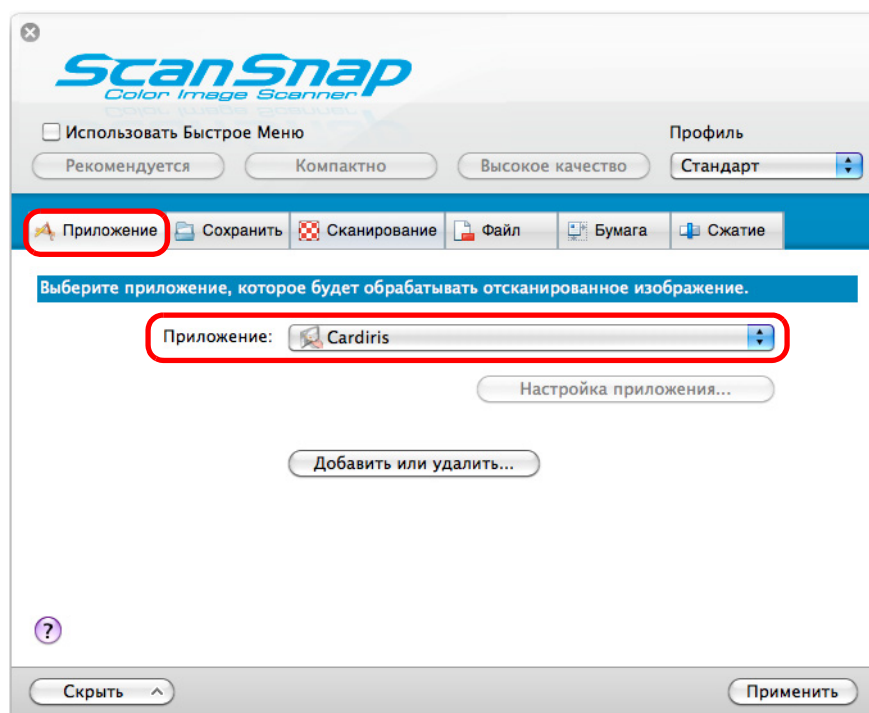 ScanSnap
Color Image Scanner
Использовать Быстрое Меню
Профиль
Рекомендуется Компактно Высокое качество Стандарт
Приложение Сохранить Сканирование Файл Бумага Сжатие
Выберите приложение, которое будет обрабатывать отсканированное изображение.
Приложение: Cardiris
Настройка приложения...
Добавить или удалить...
?
Скрыть Применить